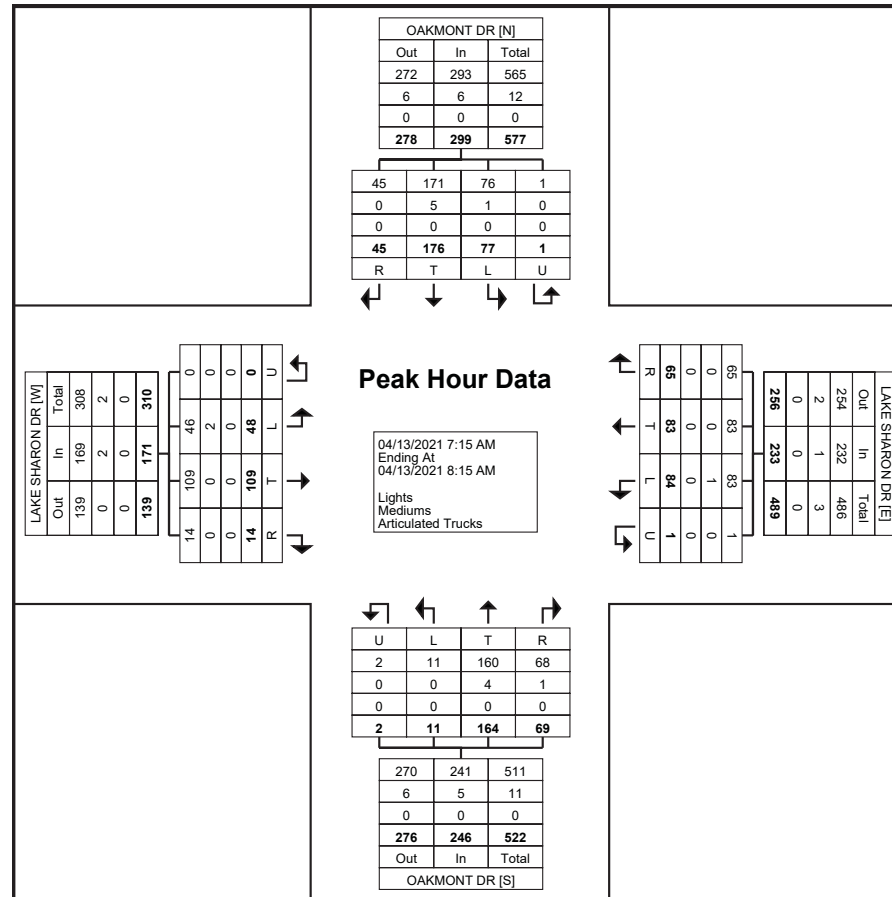 OAKMONT DR [N]
Out In Total
272 293 565
6 6 12
0 0 0
278 299 577
45 171 76 1
0 5 1 0
0 0 0 0
45 176 77 1
R T L U
LAKE SHARON DR [W]
Total 308 2 0 310
In 169 2 0 171
Out 139 0 0 139
0 0 0 0 U
46 2 0 48 L
109 0 0 109 T
14 0 0 14 R
Peak Hour Data
04/13/2021 7:15 AM
Ending At
04/13/2021 8:15 AM
Lights
Mediums
Articulated Trucks
R 65 0 0 65
T 83 0 0 83
L 84 0 1 83
U 1 0 0 1
256 0 2 254 Out
233 0 1 232 In
489 0 3 486 Total
LAKE SHARON DR [E]
U L T R
2 11 160 68
0 0 4 1
0 0 0 0
2 11 164 69
270 241 511
6 5 11
0 0 0
276 246 522
Out In Total
OAKMONT DR [S]